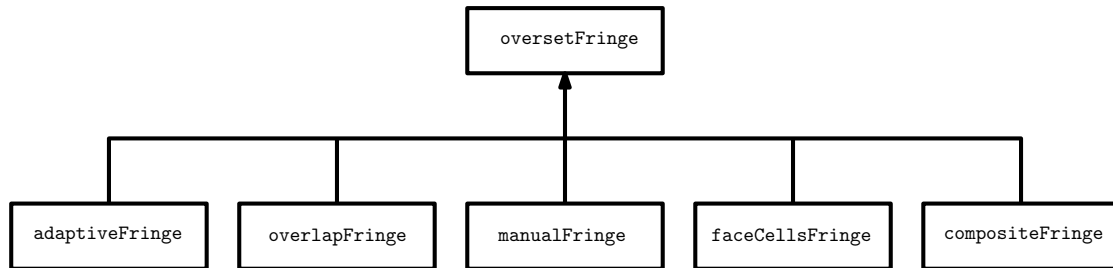 oversetFringe
adaptiveFringe
overlapFringe
manualFringe
faceCellsFringe
compositeFringe